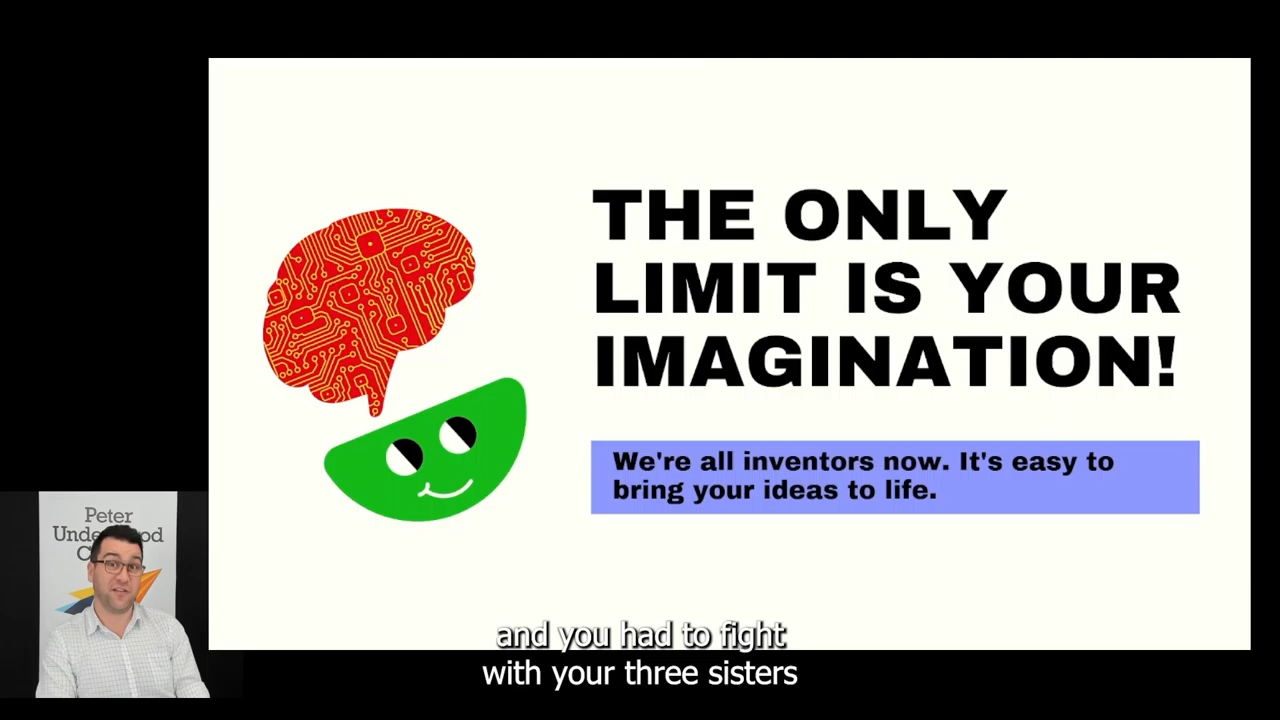 THE ONLY
LIMIT IS YOUR
IMAGINATION!
We're all inventors now. It's easy to
bring your ideas to life.
Peter
and you had to fight
with your three sisters